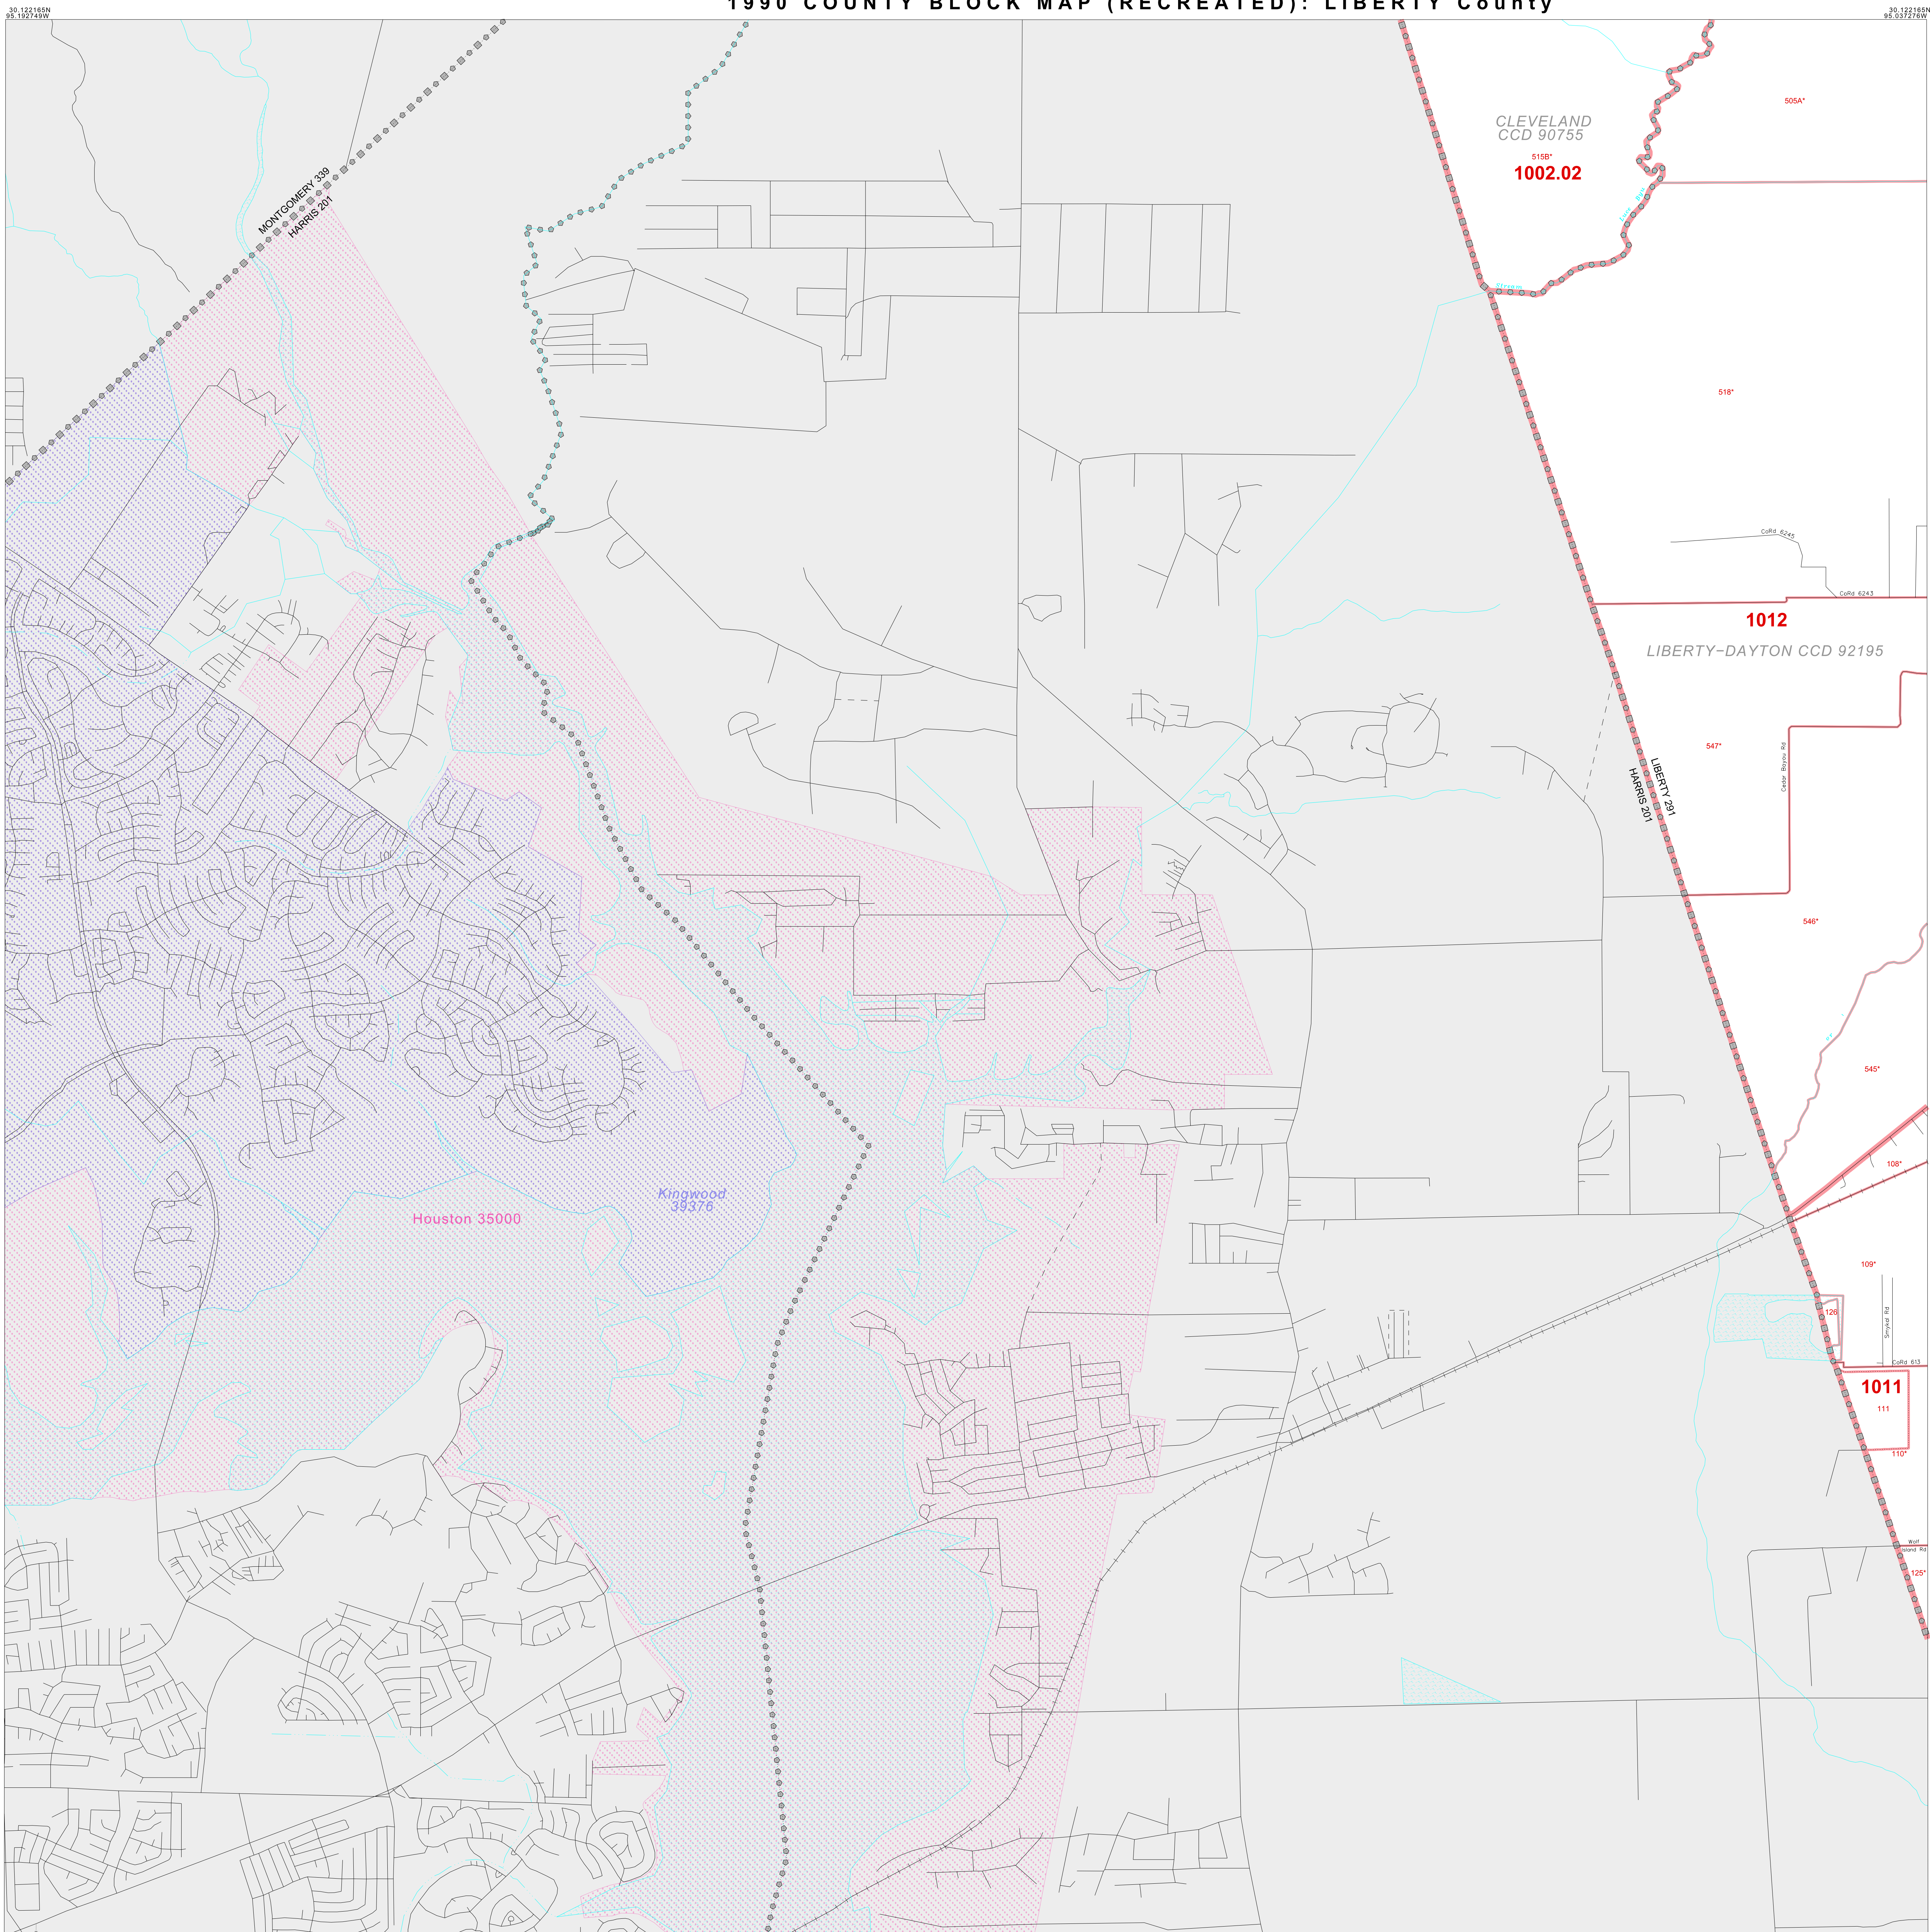 1990 COUNTY BLOCK MAP (RECREATED): LIBERTY County
30.122165N
95.192749W
30.122165N
95.037276W
505A*
CLEVELAND
CCD 90755
515B*
1002.02
MONTGOMERY 339
HARRIS 201
518*
CoRd 6245
CoRd 6243
1012
LIBERTY-DAYTON CCD 92195
547*
Cedar Bayou Rd
LIBERTY 291
HARRIS 201
546*
545*
108*
Kingwood
39376
Houston 35000
109*
126
Smykal Rd
CoRd 613
1011
111
110*
Wolf
Island Rd
125*